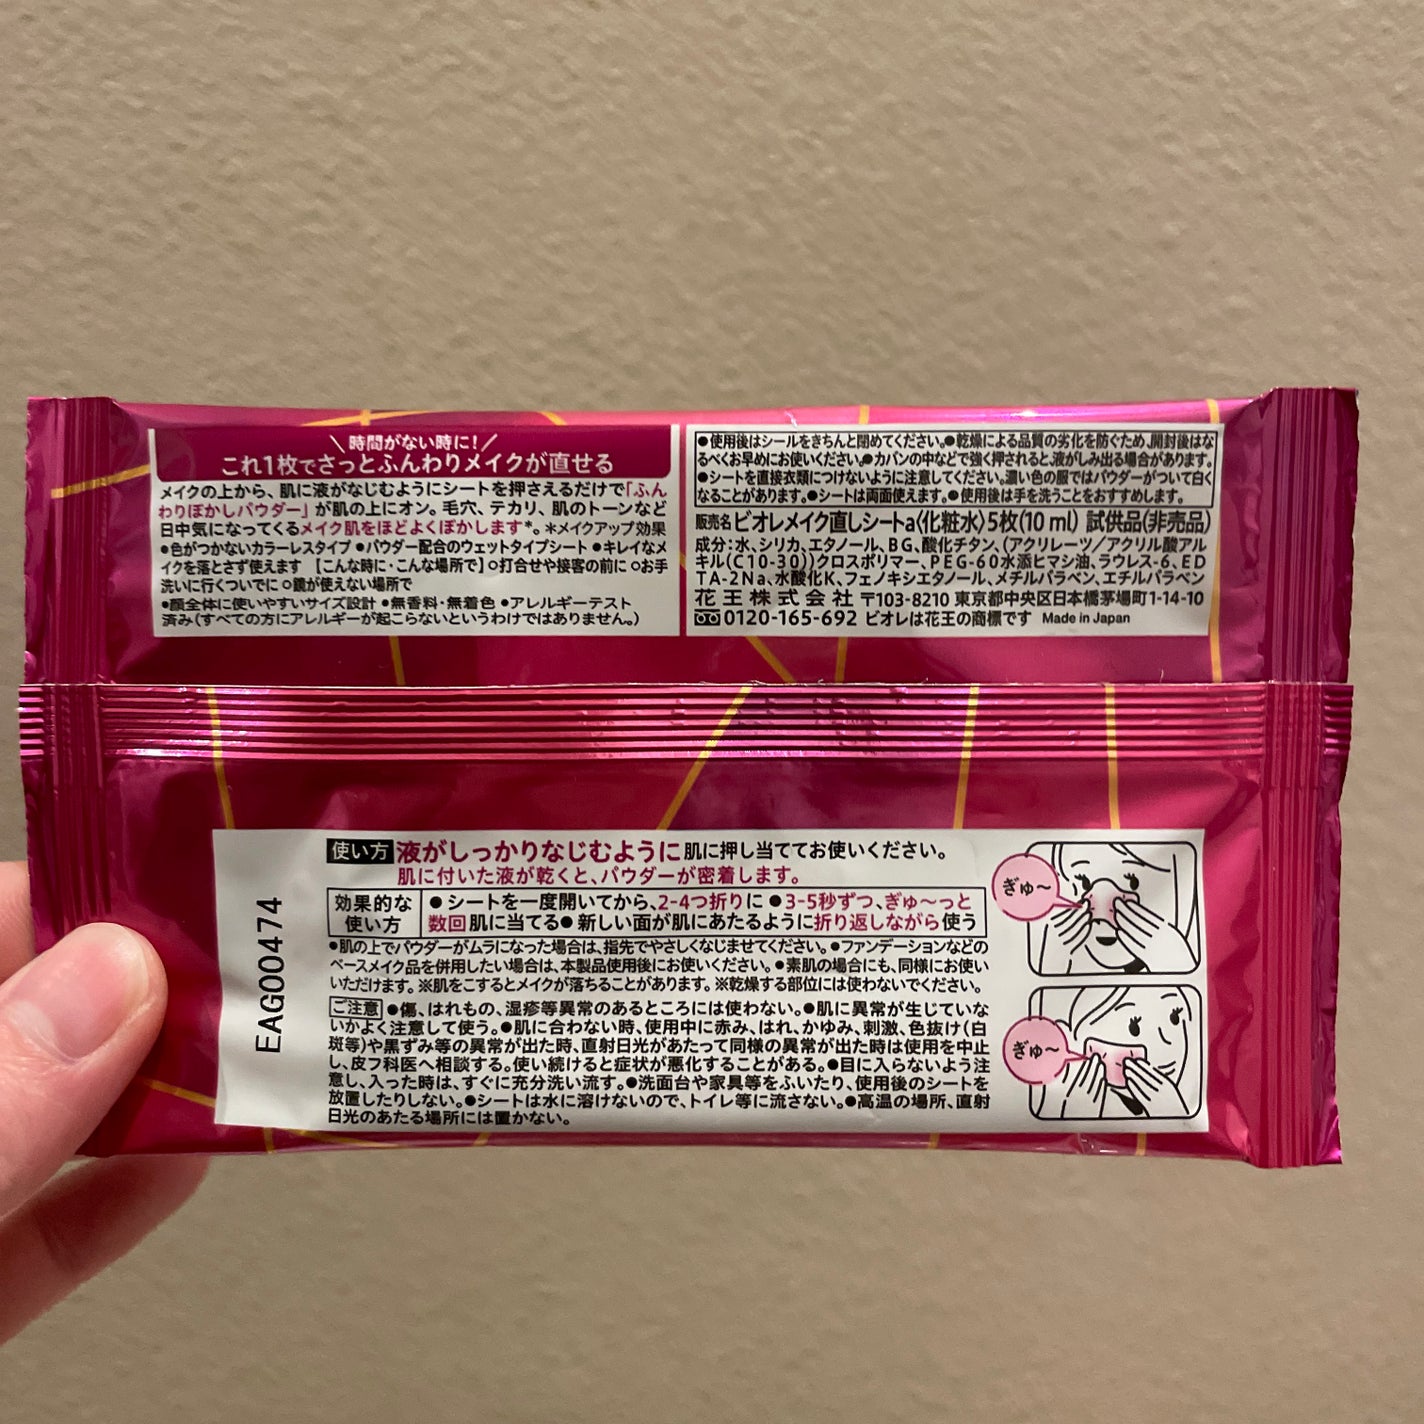 \ 時間がない時に! /
これ1枚でさっとふんわりメイクが直せる
メイクの上から、肌に液がなじむようにシートを押さえるだけで「ふん
わりぼかしパウダー」が肌の上にオン。毛穴、テカリ、肌のトーンなど
日中気になってくるメイク肌をほどよくぼかします*。*メイクアップ効果
●色がつかないカラーレスタイプ ●パウダー配合のウェットタイプシート ●キレイなメ
イクを落とさず使えます 【こんな時に・こんな場所で】○打合せや接客の前に ○お手
洗いに行くついでに ○鏡が使えない場所で
●顔全体に使いやすいサイズ設計 ●無香料・無着色 ●アレルギーテスト
済み(すべての方にアレルギーが起こらないというわけではありません。)
●使用後はシールをきちんと閉めてください。●乾燥による品質の劣化を防ぐため、開封後はな
るべくお早めにお使いください。●カバンの中などで強く押されると、液がしみ出る場合があります。
●シートを直接衣類につけないように注意してください。濃い色の服ではパウダーがついて白く
なることがあります。●シートは両面使えます。●使用後は手を洗うことをおすすめします。
販売名 ビオレメイク直しシートa〈化粧水〉5枚(10 ml) 試供品(非売品)
成分:水、シリカ、エタノール、BG、酸化チタン、(アクリレーツ/アクリル酸アル
キル(C10-30))クロスポリマー、PEG-60水添ヒマシ油、ラウレス-6、ED
TA-2Na、水酸化K、フェノキシエタノール、メチルパラベン、エチルパラベン
花王株式会社 〒103-8210 東京都中央区日本橋茅場町1-14-10
0120-165-692 ビオレは花王の商標です Made in Japan
使い方 液がしっかりなじむように肌に押し当ててお使いください。
肌に付いた液が乾くと、パウダーが密着します。
効果的な
使い方
●シートを一度開いてから、2-4つ折りに ●3-5秒ずつ、ぎゅ〜っと
数回肌に当てる●新しい面が肌にあたるように折り返しながら使う
●肌の上でパウダーがムラになった場合は、指先でやさしくなじませてください。●ファンデーションなどの
ベースメイク品を併用したい場合は、本製品使用後にお使いください。●素肌の場合にも、同様にお使い
いただけます。※肌をこするとメイクが落ちることがあります。※乾燥する部位には使わないでください。
ご注意 ●傷、はれもの、湿疹等異常のあるところには使わない。●肌に異常が生じていな
いかよく注意して使う。●肌に合わない時、使用中に赤み、はれ、かゆみ、刺激、色抜け(白
斑等)や黒ずみ等の異常が出た時、直射日光があたって同様の異常が出た時は使用を中止
し、皮フ科医へ相談する。使い続けると症状が悪化することがある。●目に入らないよう注
意し、入った時は、すぐに充分洗い流す。●洗面台や家具等をふいたり、使用後のシートを
放置したりしない。●シートは水に溶けないので、トイレ等に流さない。●高温の場所、直射
日光のあたる場所には置かない。
ぎゅ〜
ぎゅ〜
EAG00474